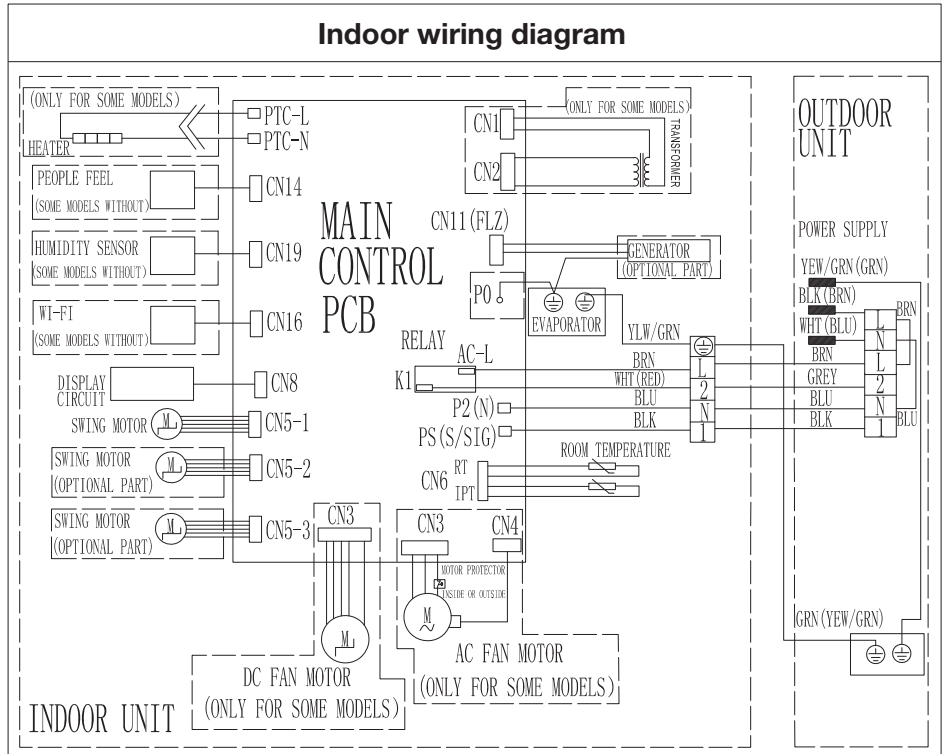 Indoor wiring diagram
(ONLY FOR SOME MODELS)
HEATER
PTC-L
PTC-N
PEOPLE FEEL
(SOME MODELS WITHOUT)
CN14
HUMIDITY SENSOR
(SOME MODELS WITHOUT)
CN19
WI-FI
(SOME MODELS WITHOUT)
CN16
DISPLAY
CIRCUIT
CN8
SWING MOTOR
M
CN5-1
SWING MOTOR
(OPTIONAL PART)
M
CN5-2
SWING MOTOR
(OPTIONAL PART)
M
CN5-3
MAIN
CONTROL
PCB
(ONLY FOR SOME MODELS)
CN1
CN2
TRANSFORMER
CN11(FLZ)
GENERATOR
(OPTIONAL PART)
P0
EVAPORATOR
RELAY
AC-L
K1
P2(N)
PS(S/SIG)
YLW/GRN
BRN
WHT(RED)
BLU
BLK
L
2
N
1
CN6
RT
IPT
ROOM TEMPERATURE
CN3
M
DC FAN MOTOR
(ONLY FOR SOME MODELS)
CN3
CN4
MOTOR PROTECTOR
INSIDE OR OUTSIDE
M
AC FAN MOTOR
(ONLY FOR SOME MODELS)
INDOOR UNIT
OUTDOOR
UNIT
POWER SUPPLY
YEW/GRN(GRN)
BLK(BRN)
WHT(BLU)
BRN
GREY
BLU
BLK
L
N
L
2
N
1
BRN
BLU
GRN(YEW/GRN)